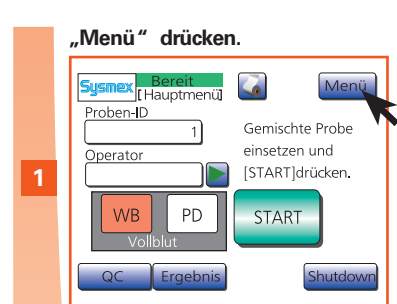 „Menü“ drücken.
1
Sysmex Bereit Menü
[Hauptmenü]
Proben-ID
1
Gemischte Probe
einsetzen und
[START]drücken.
Operator
WB PD START
Vollblut
QC Ergebnis Shutdown